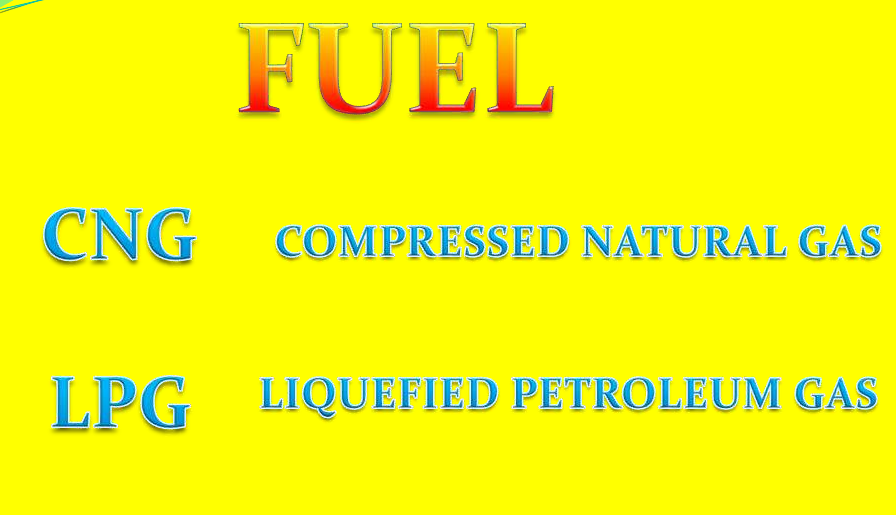 FUEL
CNG COMPRESSED NATURAL GAS
LPG LIQUEFIED PETROLEUM GAS